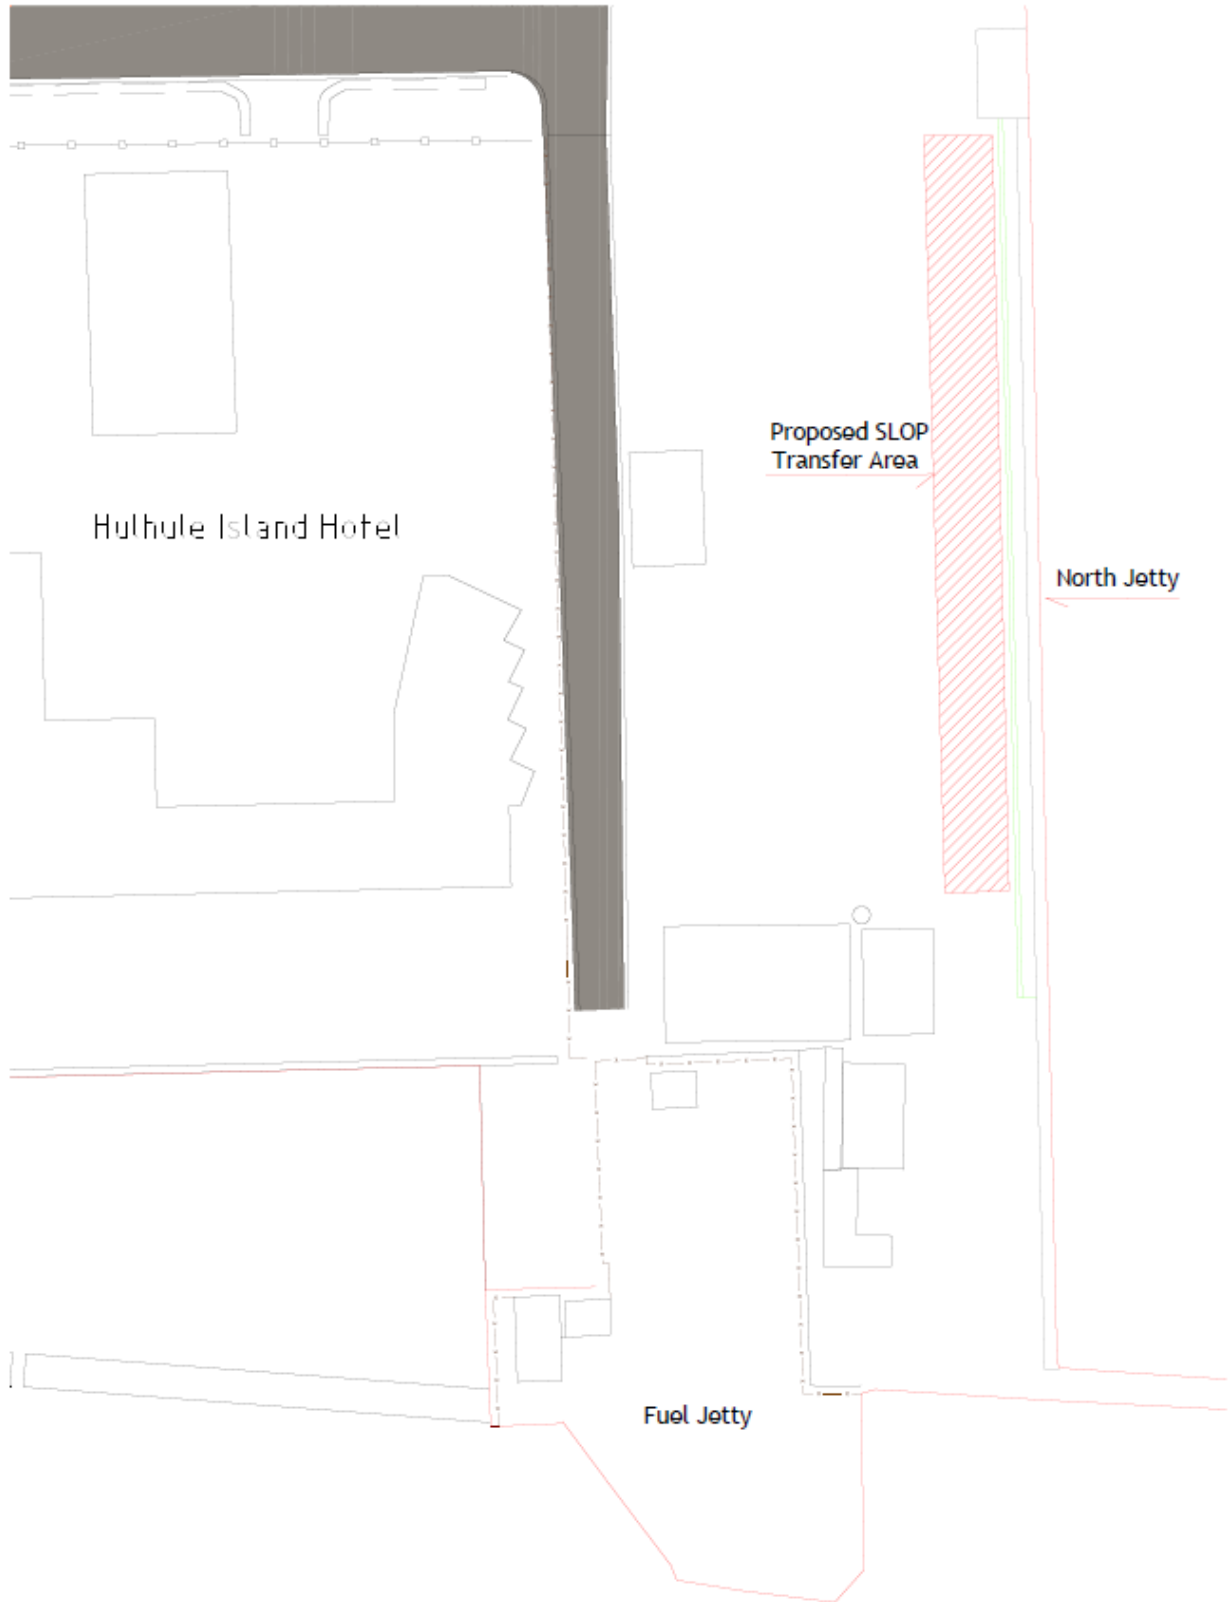 Proposed SLOP
Transfer Area
Hulhule Island Hotel
North Jetty
Fuel Jetty